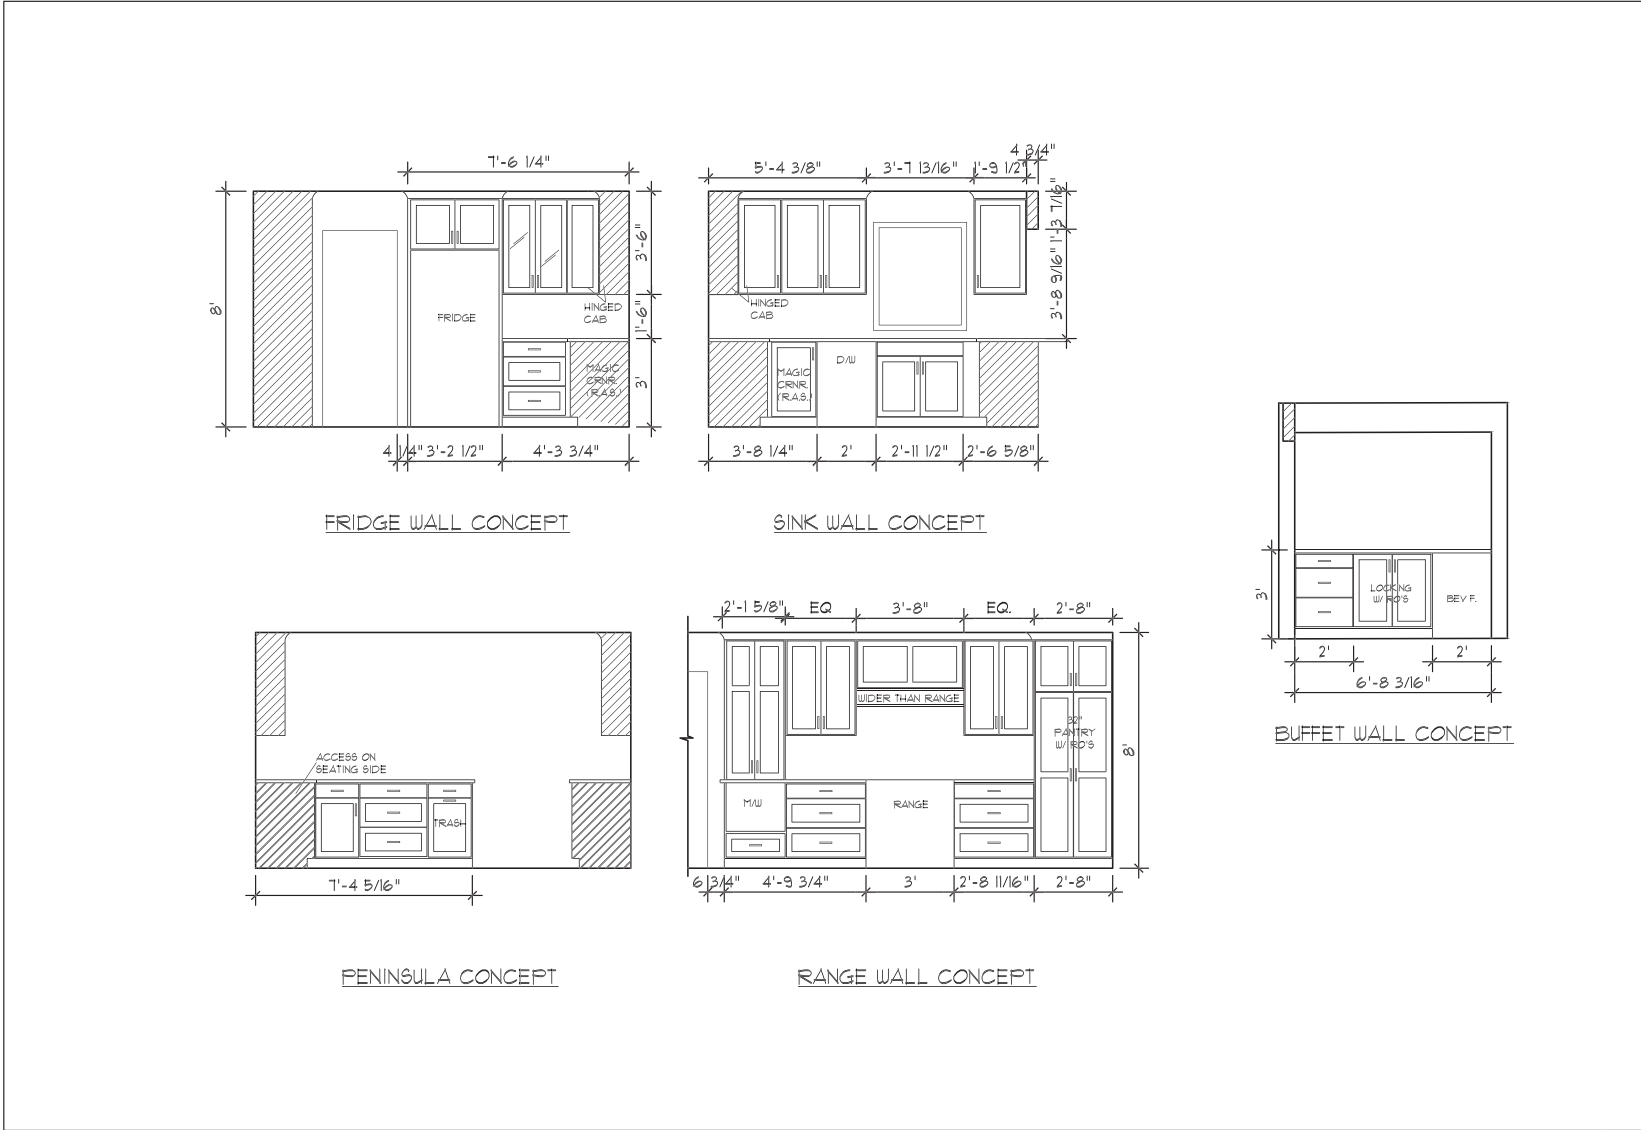 7'-6 1/4"
8'
3'-6"
1'-6"
3'
FRIDGE
HINGED
CAB
MAGIC
CRNR.
(R.A.S.)
4 1/4"
3'-2 1/2"
4'-3 3/4"
FRIDGE WALL CONCEPT
4 3/4"
5'-4 3/8"
3'-7 13/16"
1'-9 1/2"
1'-3 7/16"
3'-8 9/16"
HINGED
CAB
MAGIC
CRNR.
(R.A.S.)
D/W
3'-8 1/4"
2'
2'-11 1/2"
2'-6 5/8"
SINK WALL CONCEPT
3'
LOCKING
W/ RO'S
BEV F.
2'
2'
6'-8 3/16"
BUFFET WALL CONCEPT
ACCESS ON
SEATING SIDE
TRASH
7'-4 5/16"
PENINSULA CONCEPT
2'-1 5/8"
EQ
3'-8"
EQ.
2'-8"
WIDER THAN RANGE
32"
PANTRY
W/ RO'S
8'
M/W
RANGE
6 3/4"
4'-9 3/4"
3'
2'-8 11/16"
2'-8"
RANGE WALL CONCEPT